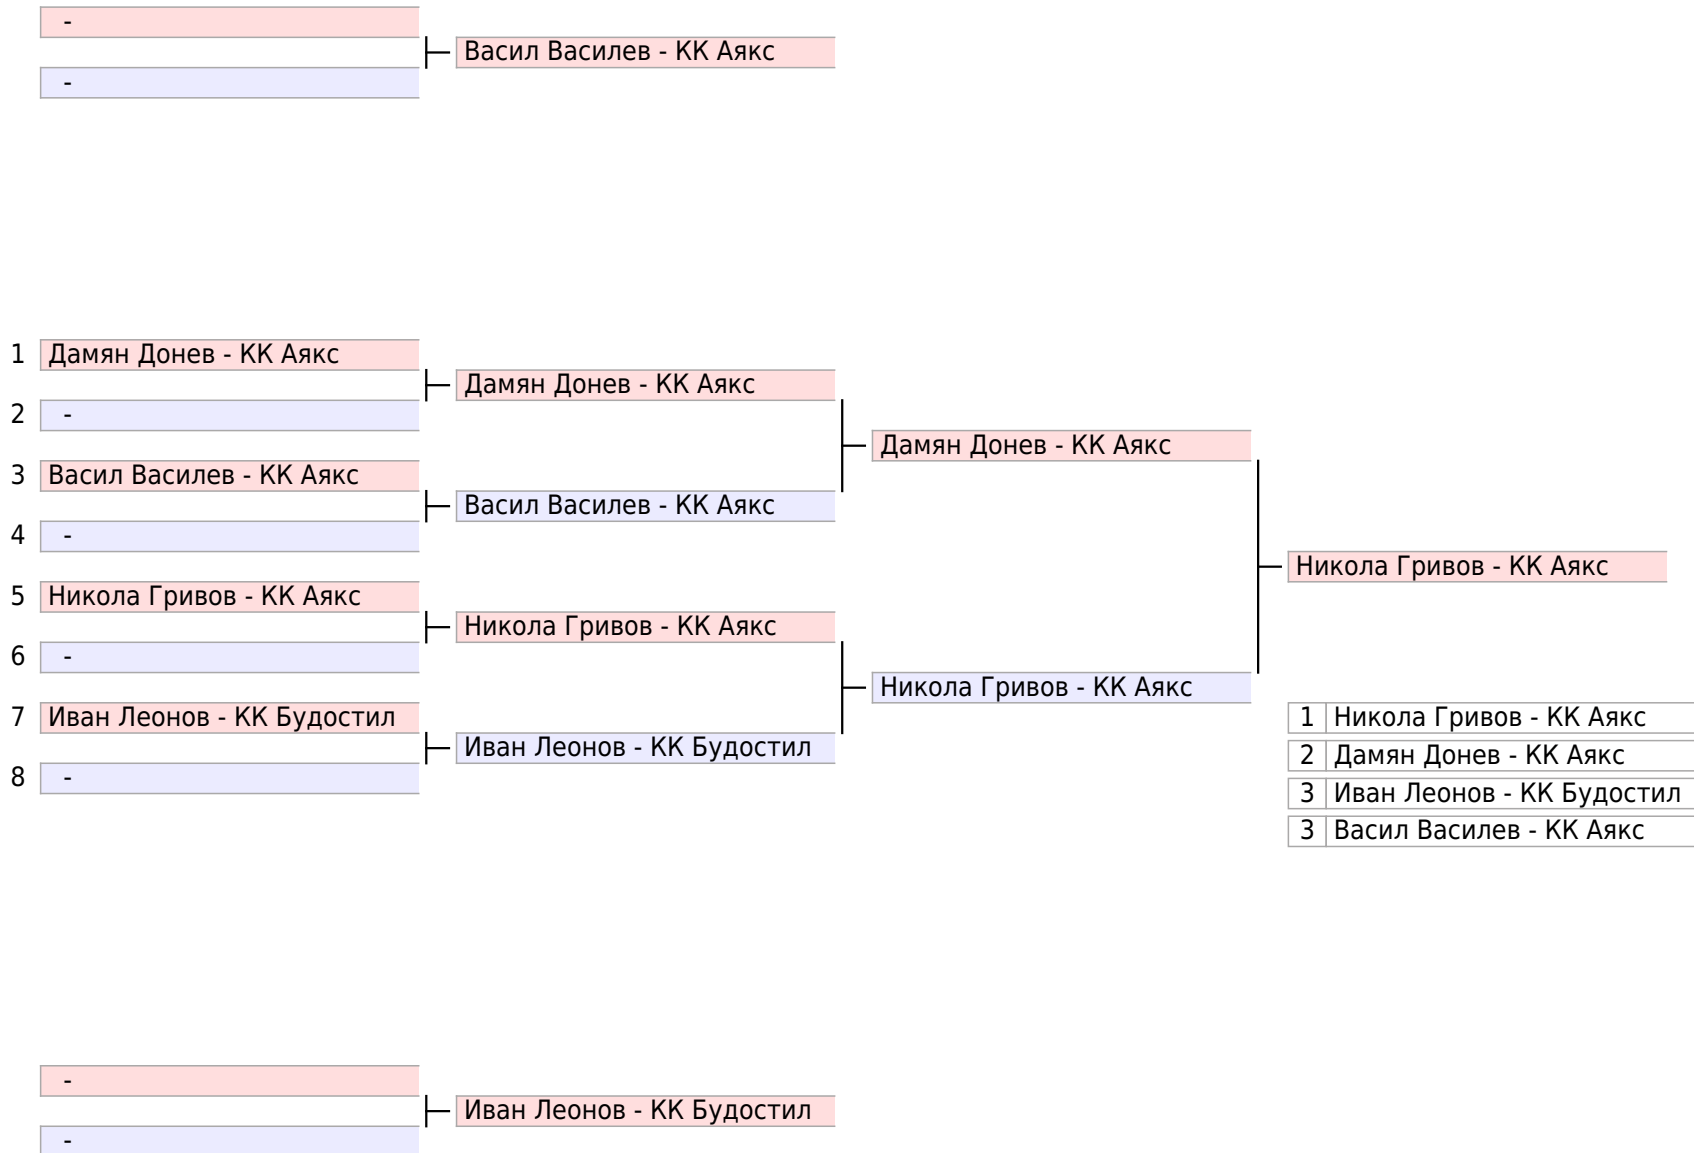 -
Васил Василев - КК Аякс
-
1 Дамян Донев - КК Аякс
Дамян Донев - КК Аякс
2 -
Дамян Донев - КК Аякс
3 Васил Василев - КК Аякс
Васил Василев - КК Аякс
4 -
Никола Гривов - КК Аякс
5 Никола Гривов - КК Аякс
Никола Гривов - КК Аякс
6 -
Никола Гривов - КК Аякс
7 Иван Леонов - КК Будостил
Иван Леонов - КК Будостил
8 -
1 Никола Гривов - КК Аякс
2 Дамян Донев - КК Аякс
3 Иван Леонов - КК Будостил
3 Васил Василев - КК Аякс
-
Иван Леонов - КК Будостил
-